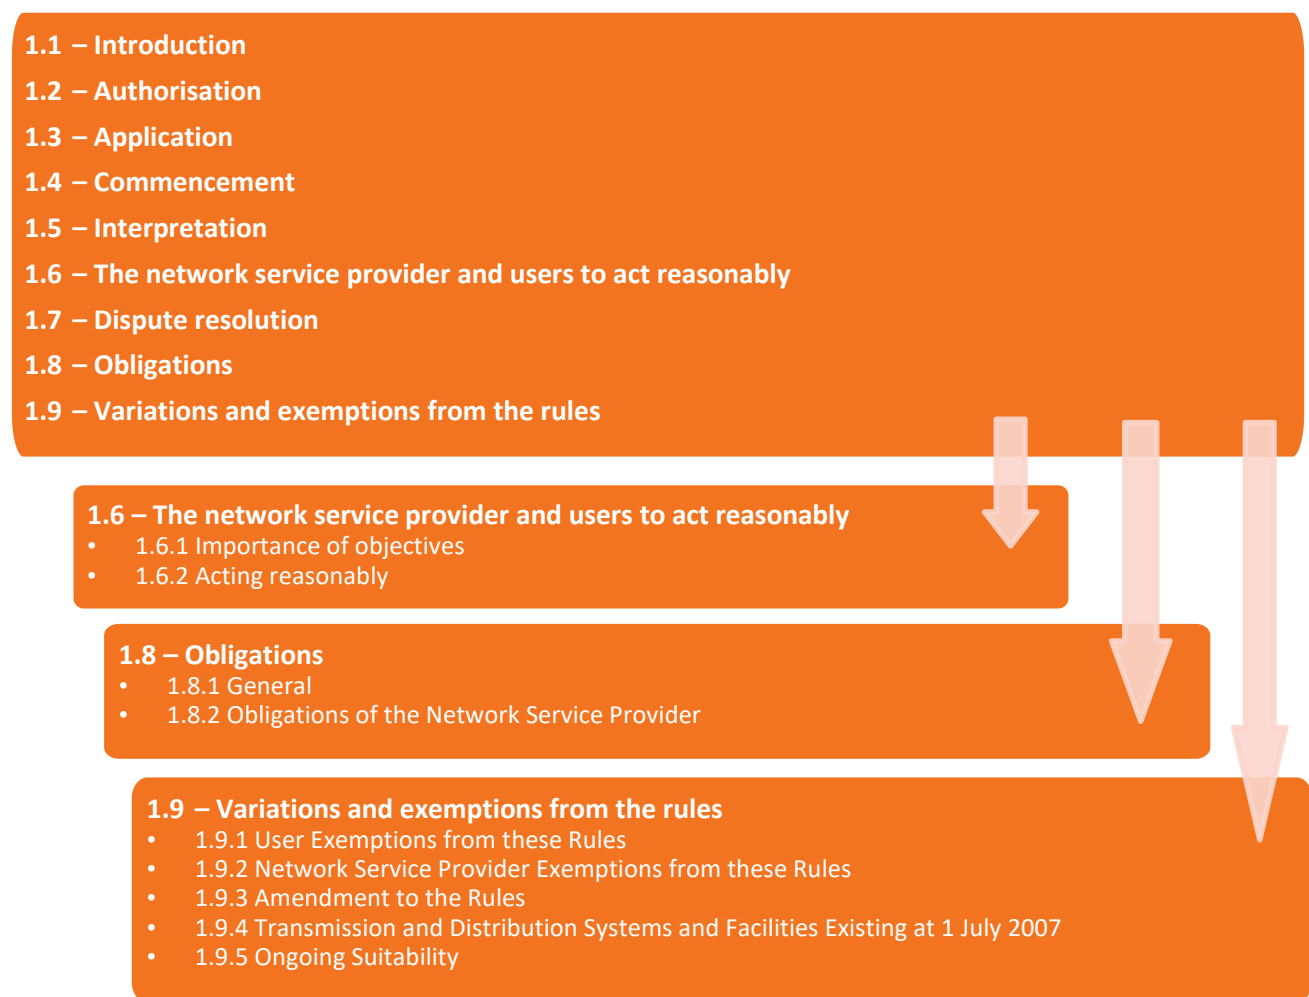 1.1 – Introduction
1.2 – Authorisation
1.3 – Application
1.4 – Commencement
1.5 – Interpretation
1.6 – The network service provider and users to act reasonably
1.7 – Dispute resolution
1.8 – Obligations
1.9 – Variations and exemptions from the rules
1.6 – The network service provider and users to act reasonably
• 1.6.1 Importance of objectives
• 1.6.2 Acting reasonably
1.8 – Obligations
• 1.8.1 General
• 1.8.2 Obligations of the Network Service Provider
1.9 – Variations and exemptions from the rules
• 1.9.1 User Exemptions from these Rules
• 1.9.2 Network Service Provider Exemptions from these Rules
• 1.9.3 Amendment to the Rules
• 1.9.4 Transmission and Distribution Systems and Facilities Existing at 1 July 2007
• 1.9.5 Ongoing Suitability